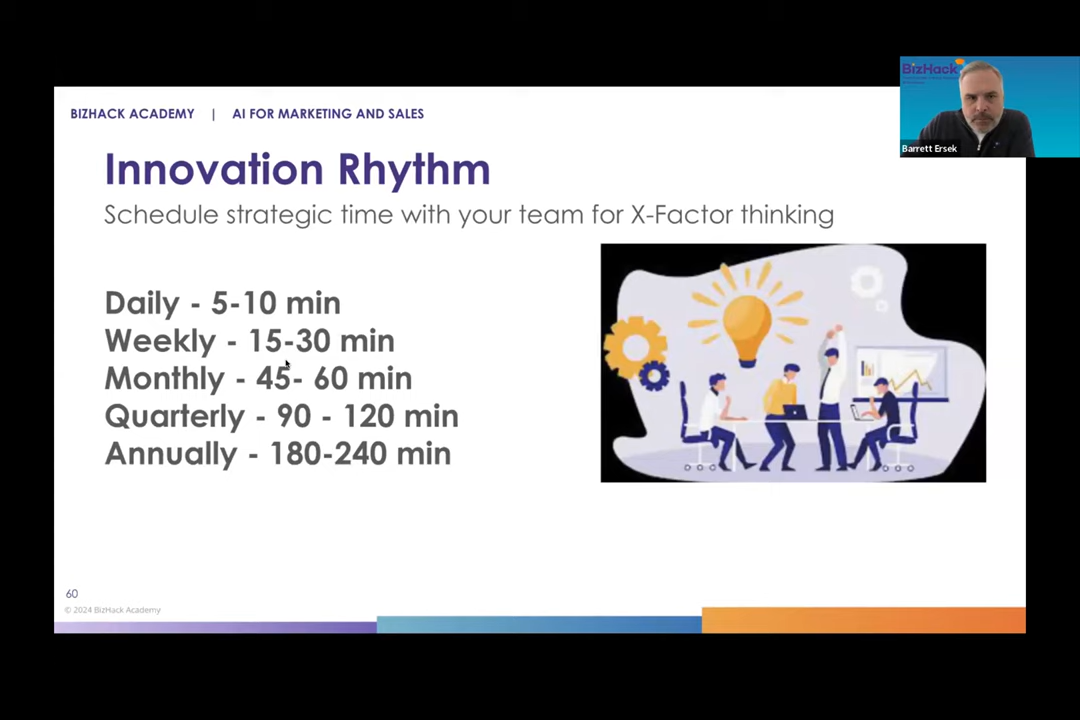 BizHack
Barrett Ersek
BIZHACK ACADEMY | AI FOR MARKETING AND SALES
Innovation Rhythm
Schedule strategic time with your team for X-Factor thinking
Daily - 5-10 min
Weekly - 15-30 min
Monthly - 45- 60 min
Quarterly - 90 - 120 min
Annually - 180-240 min
60
© 2024 BizHack Academy